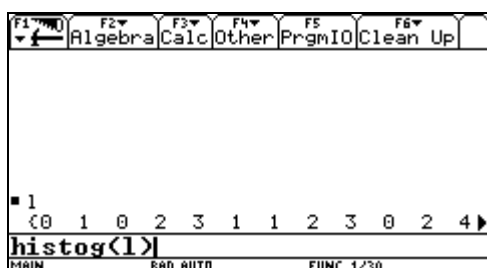 F1 F2▼ F3▼ F4▼ F5 F6▼
Algebra Calc Other PrgmIO Clean Up
■ l
{0 1 0 2 3 1 1 2 3 0 2 4▶
histog(l)
MAIN RAD AUTO FUNC 1/30